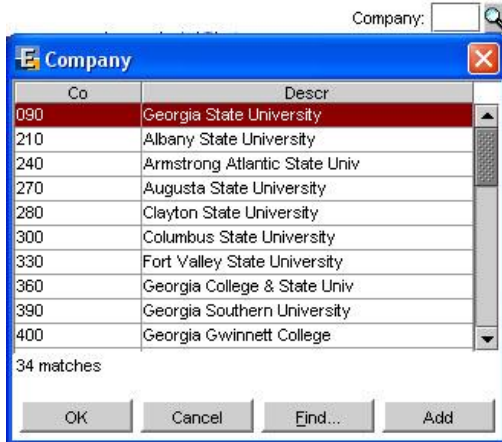 Company:
E Company
Co Descr
090 Georgia State University
210 Albany State University
240 Armstrong Atlantic State Univ
270 Augusta State University
280 Clayton State University
300 Columbus State University
330 Fort Valley State University
360 Georgia College & State Univ
390 Georgia Southern University
400 Georgia Gwinnett College
34 matches
OK Cancel Find... Add